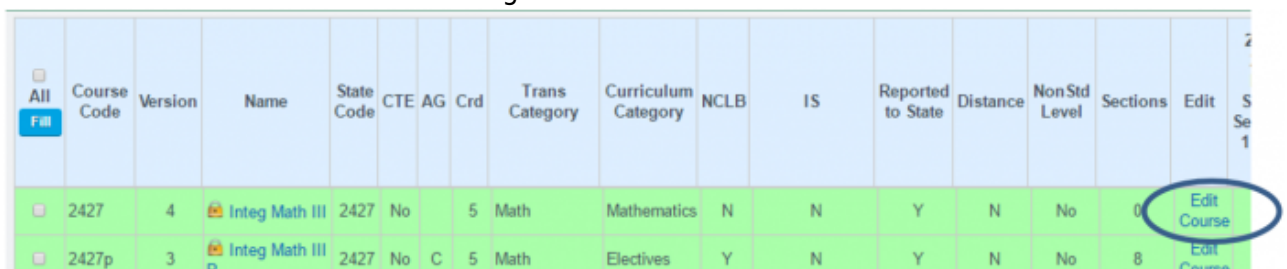 All
Fill
Course Code
Version
Name
State Code
CTE
AG
Crd
Trans Category
Curriculum Category
NCLB
IS
Reported to State
Distance
Non Std Level
Sections
Edit
2427 4 Integ Math III 2427 No 5 Math Mathematics N N Y N No 0 Edit Course
2427p 3 Integ Math III 2427 No C 5 Math Electives Y N Y N No 8 Edit Course